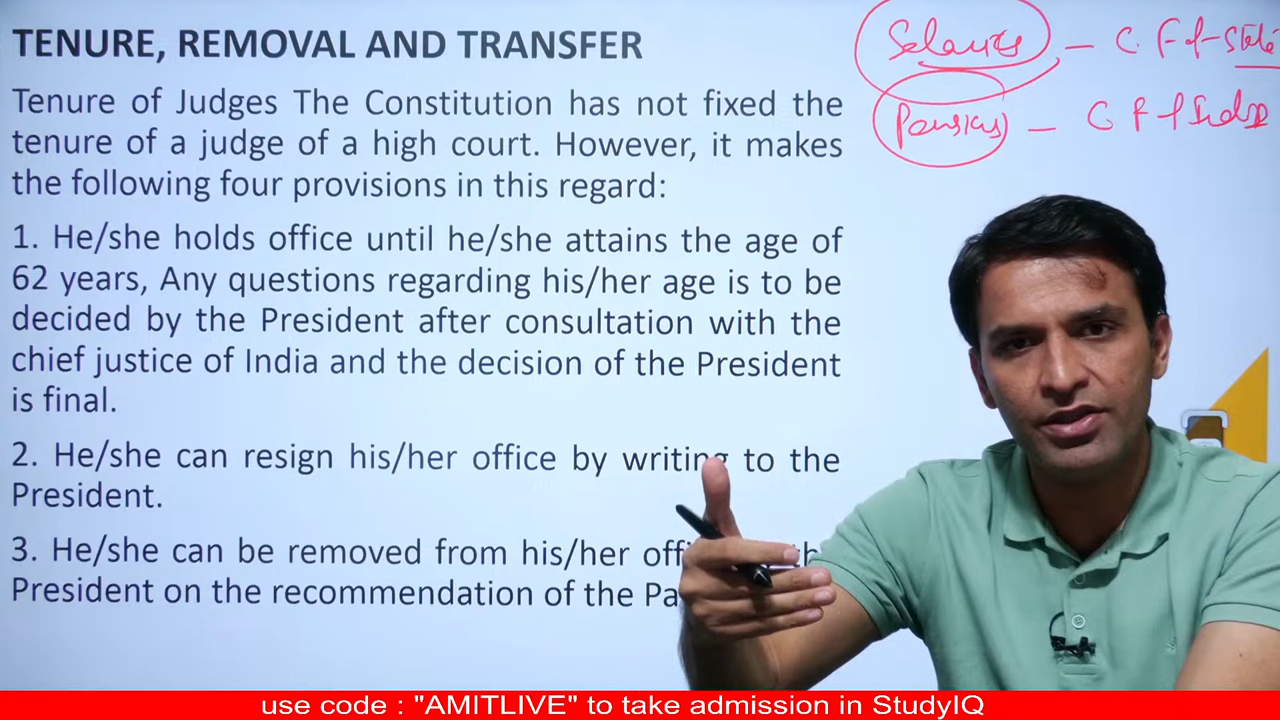 TENURE, REMOVAL AND TRANSFER
Salaries – C F of State
Pensions – C F of India
Tenure of Judges The Constitution has not fixed the
tenure of a judge of a high court. However, it makes
the following four provisions in this regard:
1. He/she holds office until he/she attains the age of
62 years, Any questions regarding his/her age is to be
decided by the President after consultation with the
chief justice of India and the decision of the President
is final.
2. He/she can resign his/her office by writing to the
President.
3. He/she can be removed from his/her
President on the recommendation of the
use code : "AMITLIVE" to take admission in StudyIQ